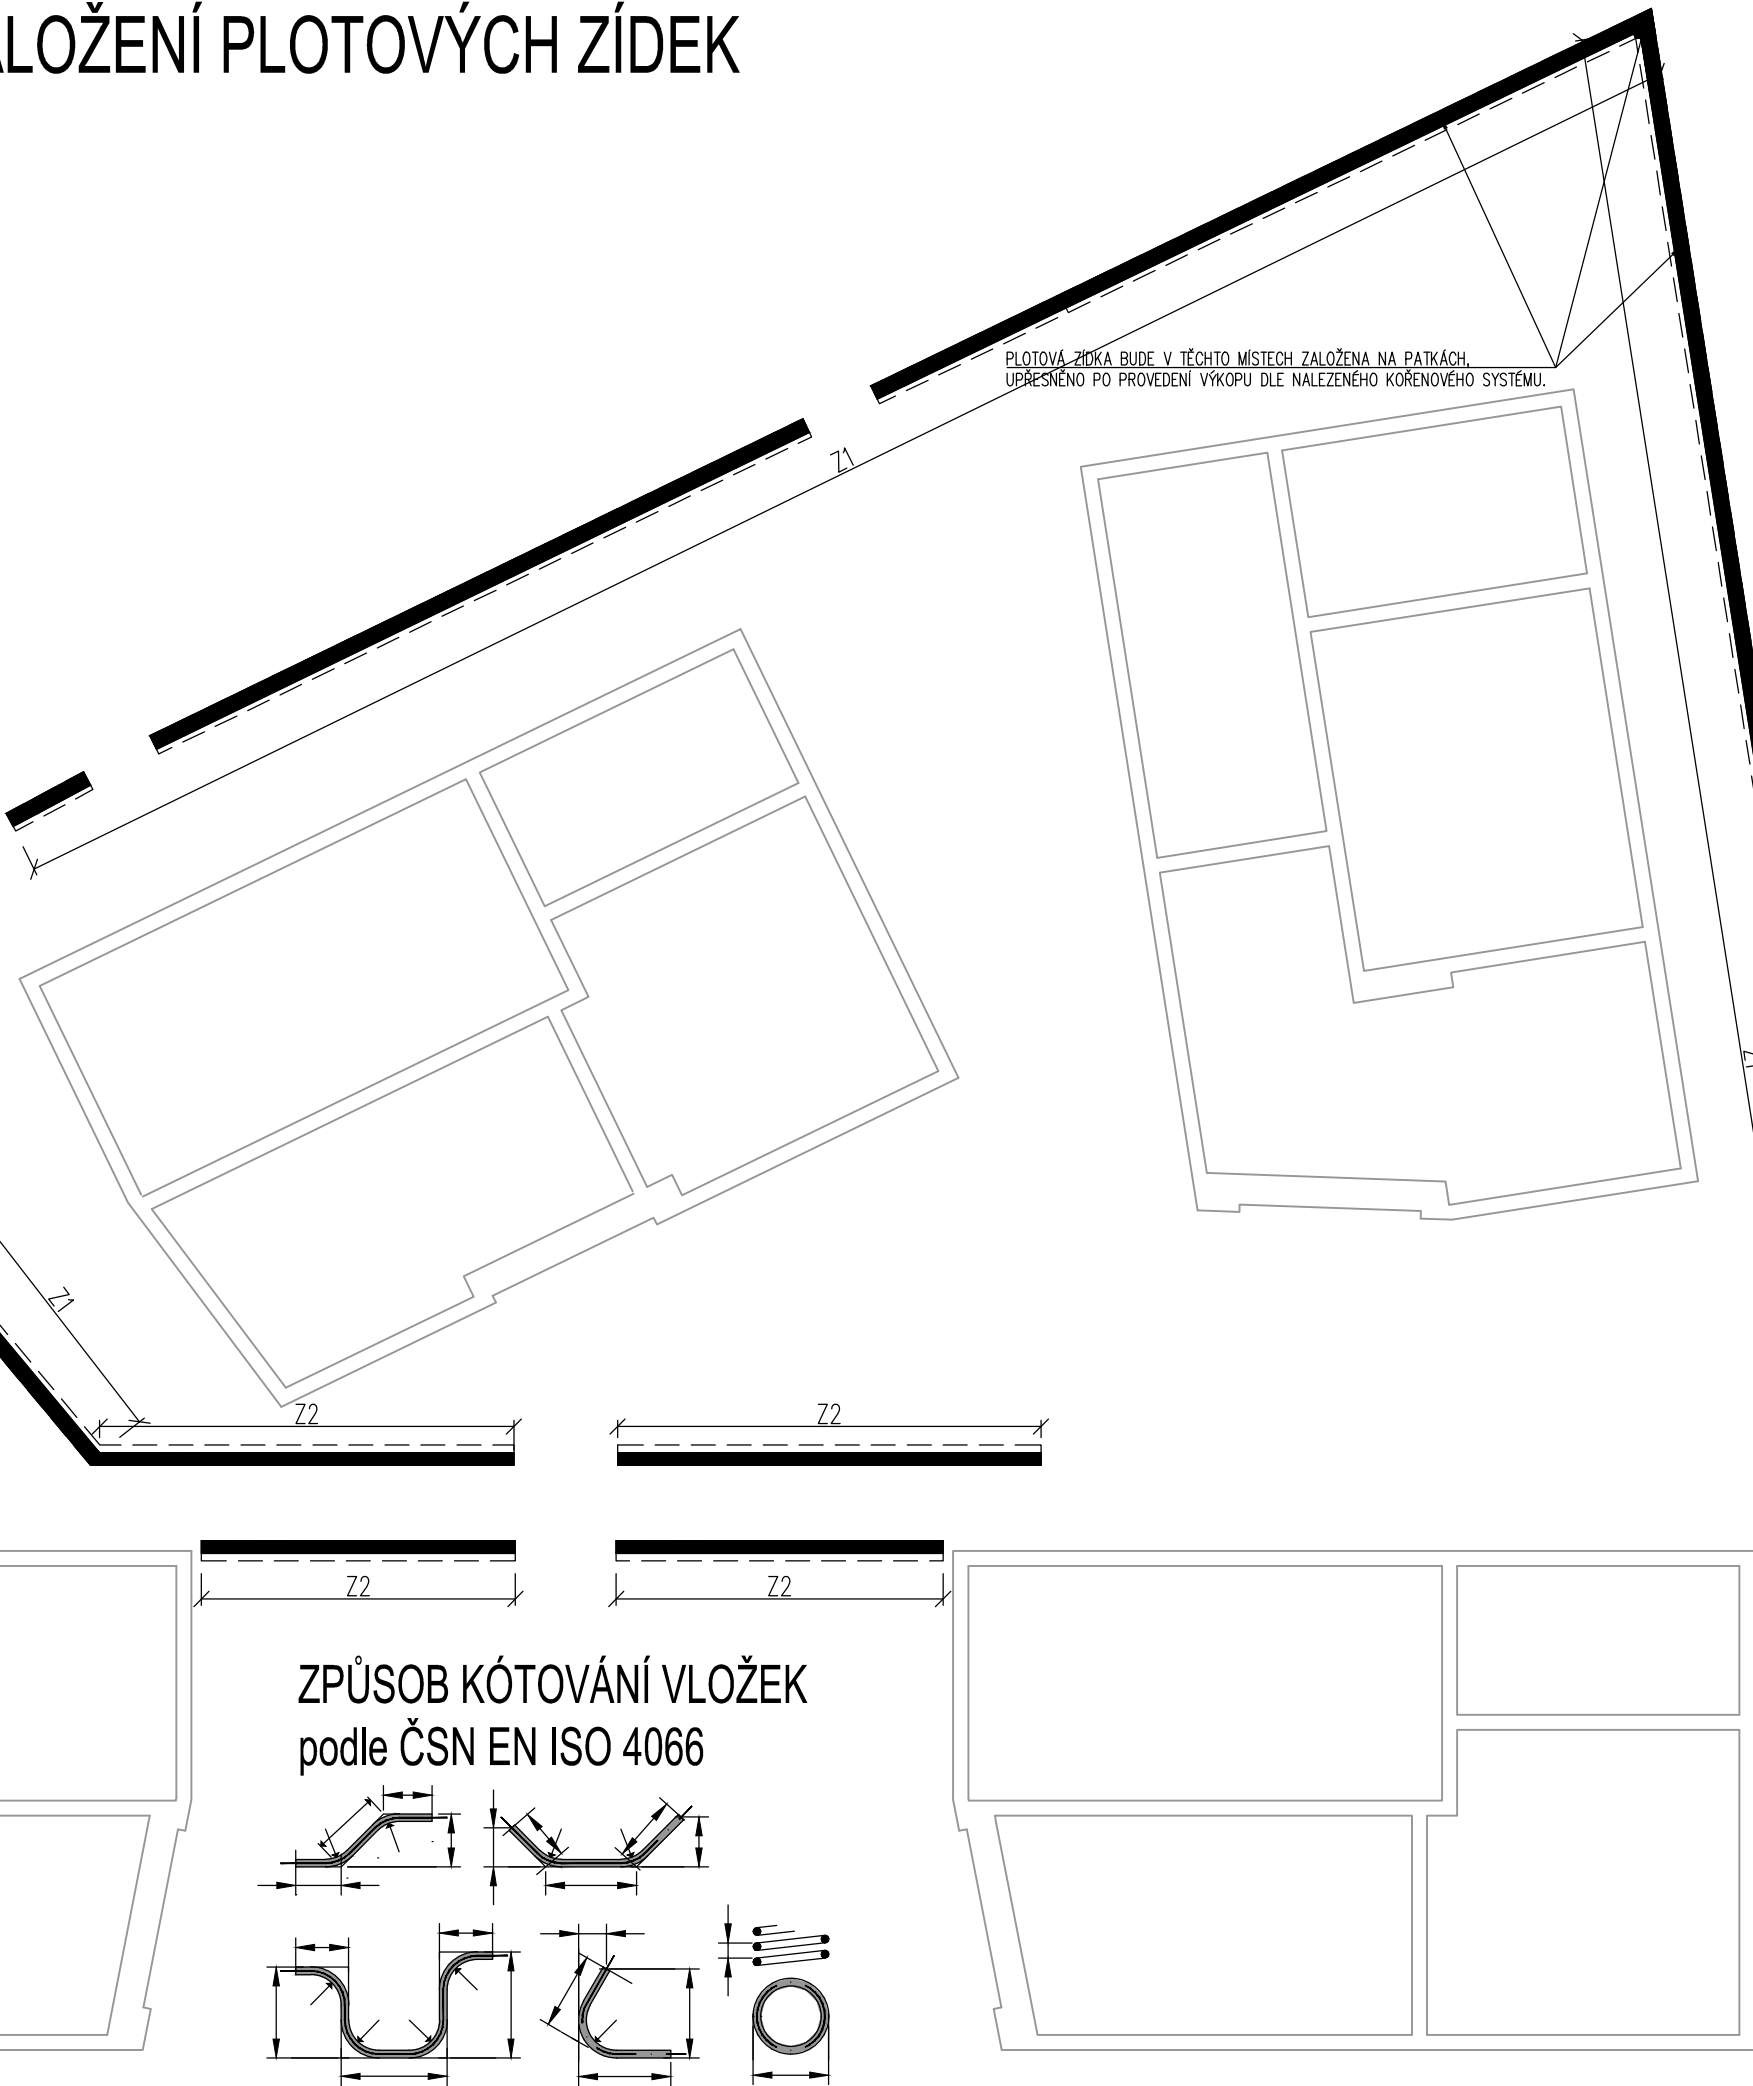 ALOŽENÍ PLOTOVÝCH ZÍDEK
PLOTOVÁ ZÍDKA BUDE V TĚCHTO MÍSTECH ZALOŽENA NA PATKÁCH,
UPŘESNĚNO PO PROVEDENÍ VÝKOPU DLE NALEZENÉHO KOŘENOVÉHO SYSTÉMU.
Z1
Z1
Z2
Z2
Z2
Z2
ZPŮSOB KÓTOVÁNÍ VLOŽEK
podle ČSN EN ISO 4066